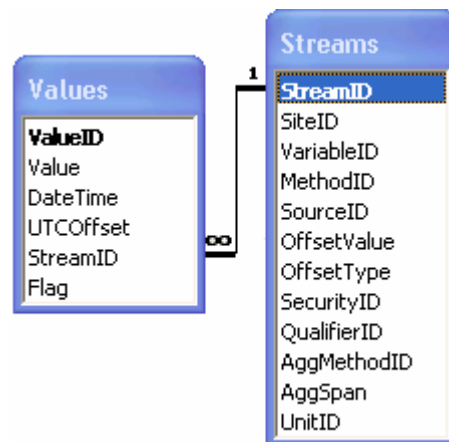 Values
ValueID
Value
DateTime
UTCOffset
StreamID
Flag
∞
1
Streams
StreamID
SiteID
VariableID
MethodID
SourceID
OffsetValue
OffsetType
SecurityID
QualifierID
AggMethodID
AggSpan
UnitID